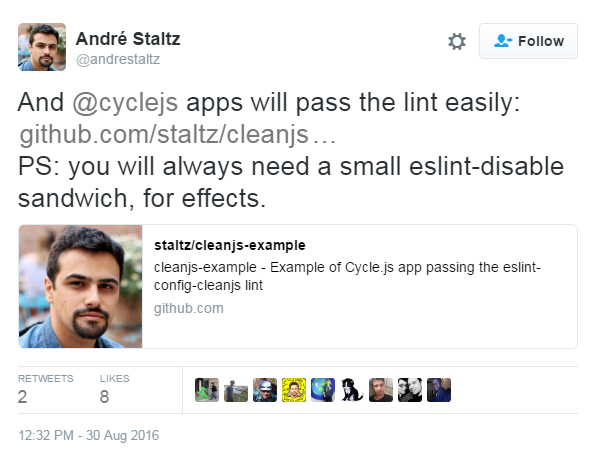 André Staltz
@andrestaltz
Follow
And @cyclejs apps will pass the lint easily:
github.com/staltz/cleanjs…
PS: you will always need a small eslint-disable
sandwich, for effects.
staltz/cleanjs-example
cleanjs-example - Example of Cycle.js app passing the eslint-
config-cleanjs lint
github.com
RETWEETS LIKES
2 8
12:32 PM - 30 Aug 2016